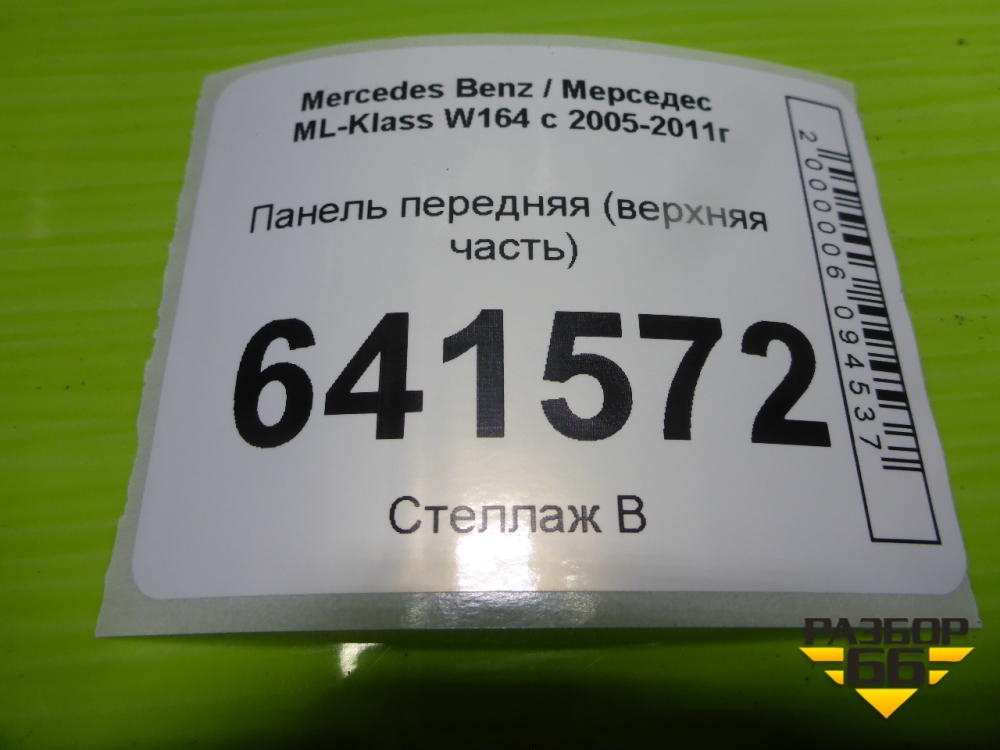 Mercedes Benz / Мерседес
ML-Klass W164 с 2005-2011г
Панель передняя (верхняя
часть)
641572
Стеллаж В
2000006094537
РАЗБОР
66